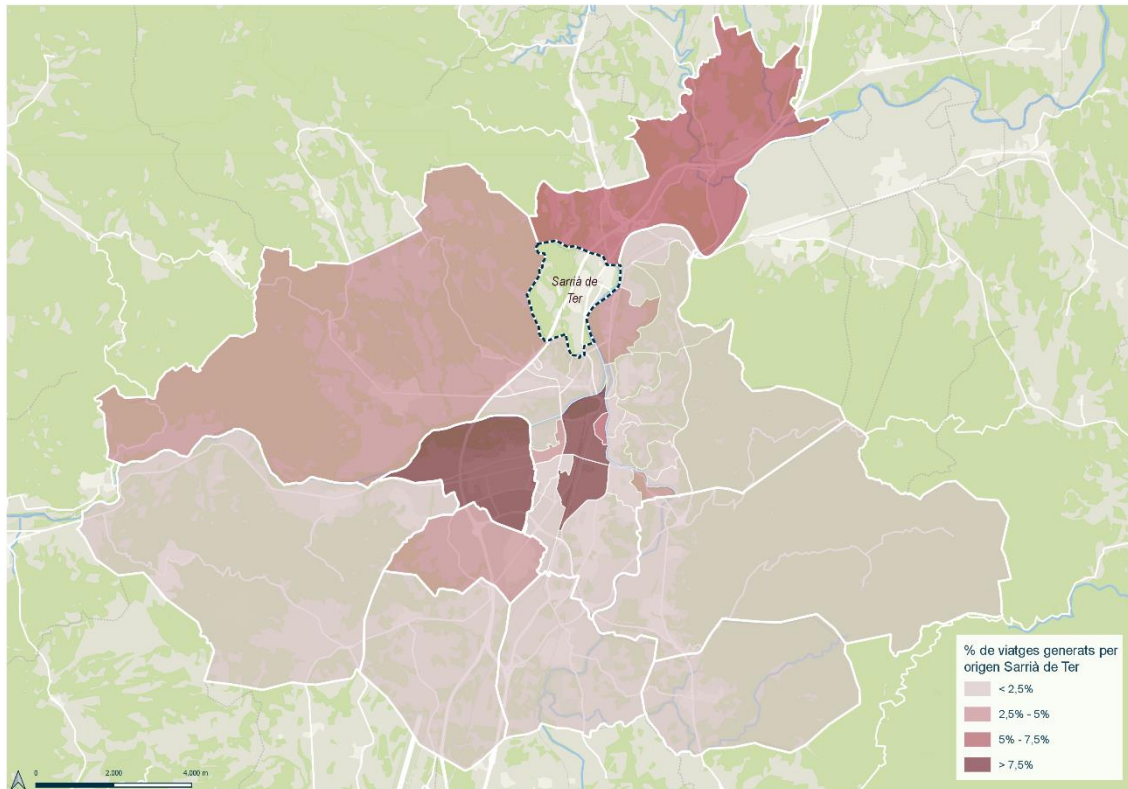 Sarrià de
Ter
% de viatges generats per
origen Sarrià de Ter
< 2,5%
2,5% - 5%
5% - 7,5%
> 7,5%
0 2.000 4.000 m